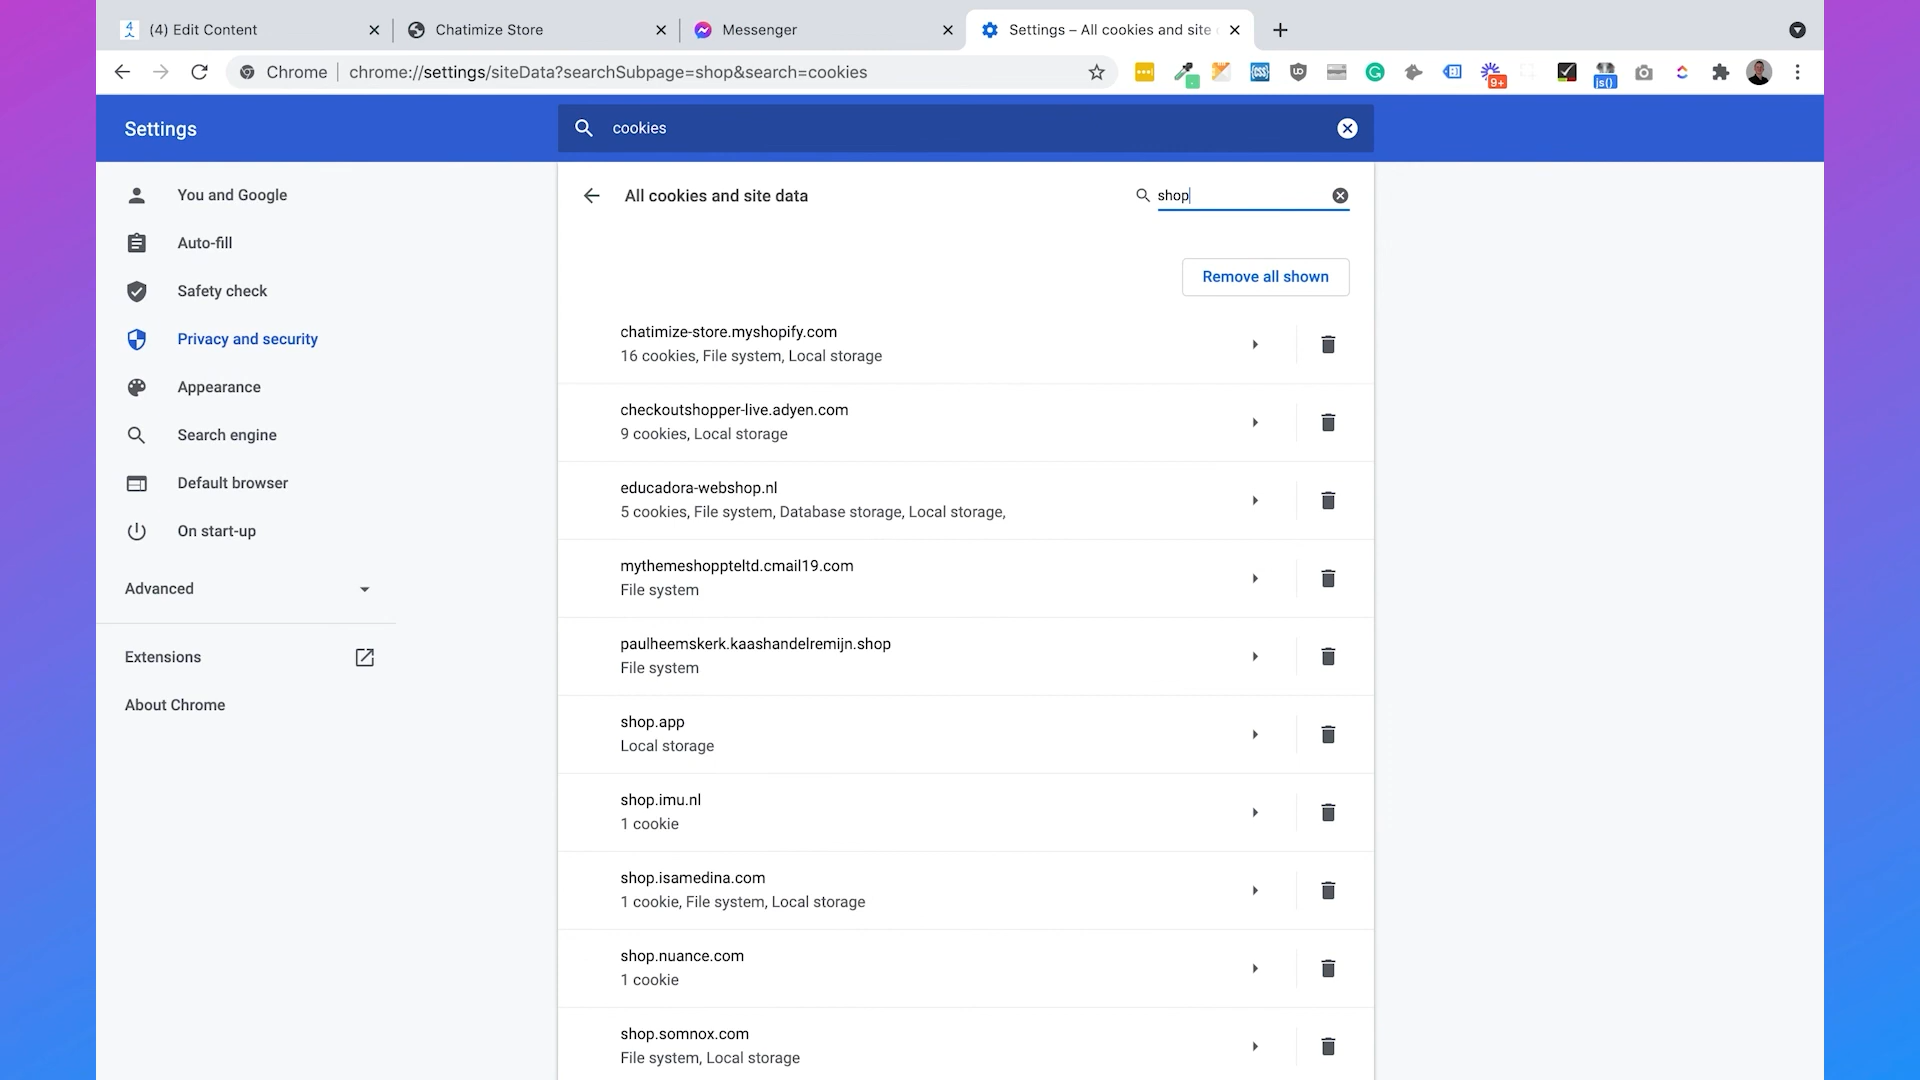 (4) Edit Content
Chatimize Store
Messenger
Settings – All cookies and site
Chrome
chrome://settings/siteData?searchSubpage=shop&search=cookies
9+
js()
Settings
cookies
You and Google
Auto-fill
Safety check
Privacy and security
Appearance
Search engine
Default browser
On start-up
Advanced
Extensions
About Chrome
All cookies and site data
shop
Remove all shown
chatimize-store.myshopify.com
16 cookies, File system, Local storage
checkoutshopper-live.adyen.com
9 cookies, Local storage
educadora-webshop.nl
5 cookies, File system, Database storage, Local storage,
mythemeshoppteltd.cmail19.com
File system
paulheemskerk.kaashandelremijn.shop
File system
shop.app
Local storage
shop.imu.nl
1 cookie
shop.isamedina.com
1 cookie, File system, Local storage
shop.nuance.com
1 cookie
shop.somnox.com
File system, Local storage